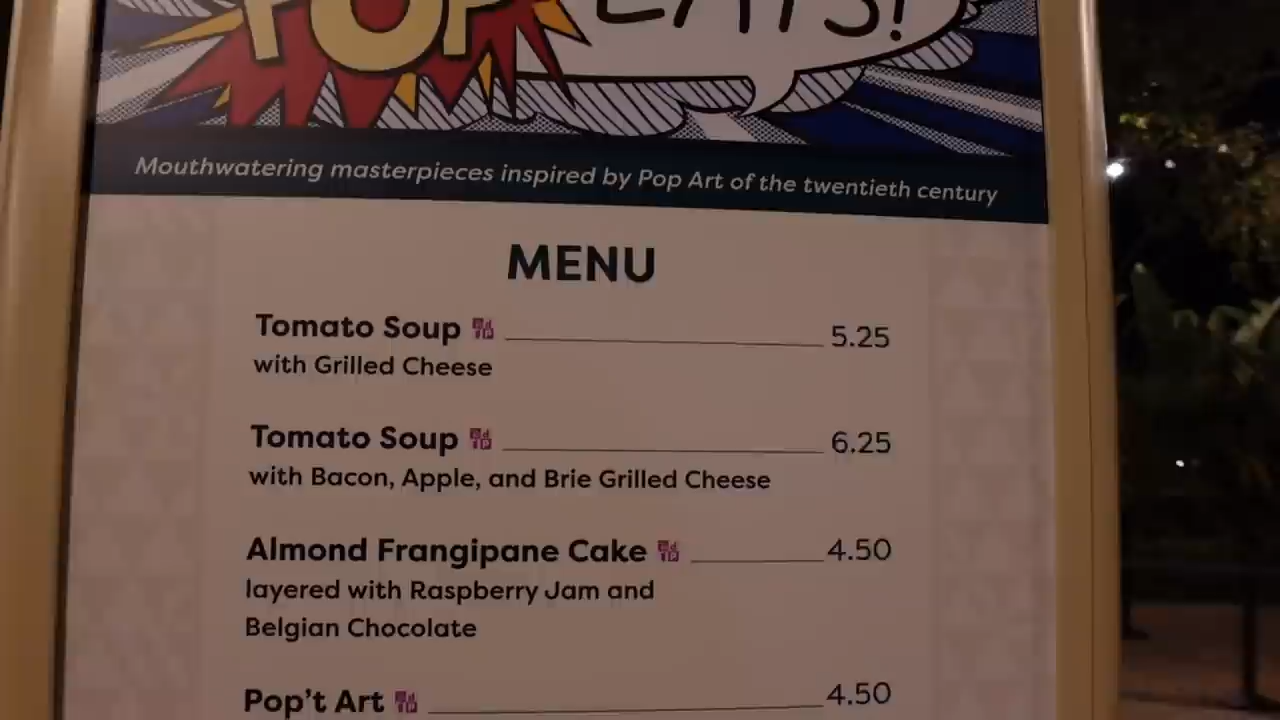 POP EATS!
Mouthwatering masterpieces inspired by Pop Art of the twentieth century
MENU
Tomato Soup 5.25
with Grilled Cheese
Tomato Soup 6.25
with Bacon, Apple, and Brie Grilled Cheese
Almond Frangipane Cake 4.50
layered with Raspberry Jam and
Belgian Chocolate
Pop't Art 4.50